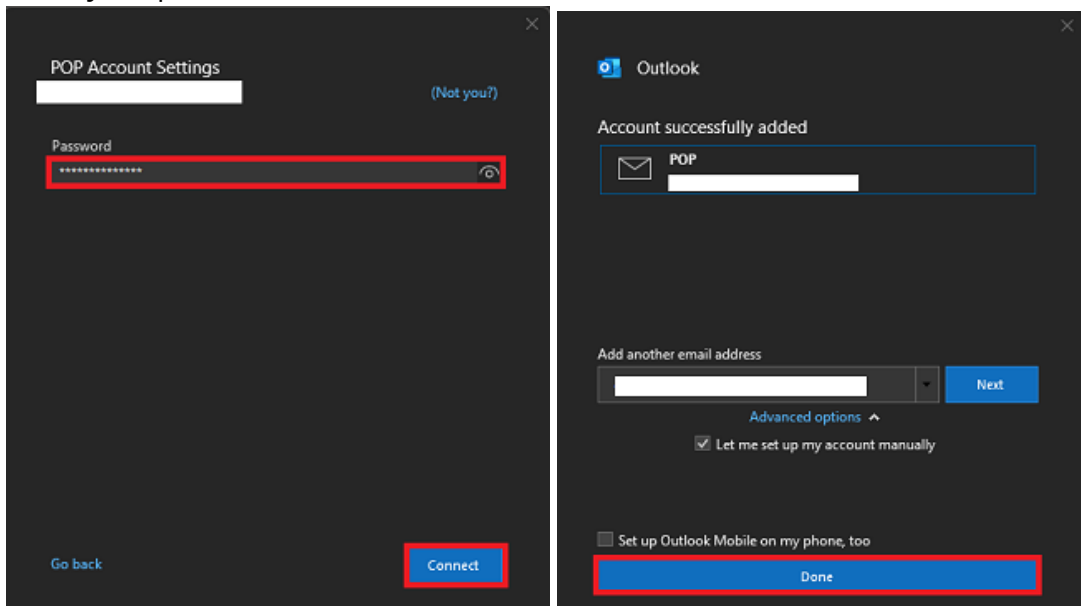 POP Account Settings
(Not you?)
Password
**************
Go back
Connect
Outlook
Account successfully added
POP
Add another email address
Next
Advanced options
Let me set up my account manually
Set up Outlook Mobile on my phone, too
Done